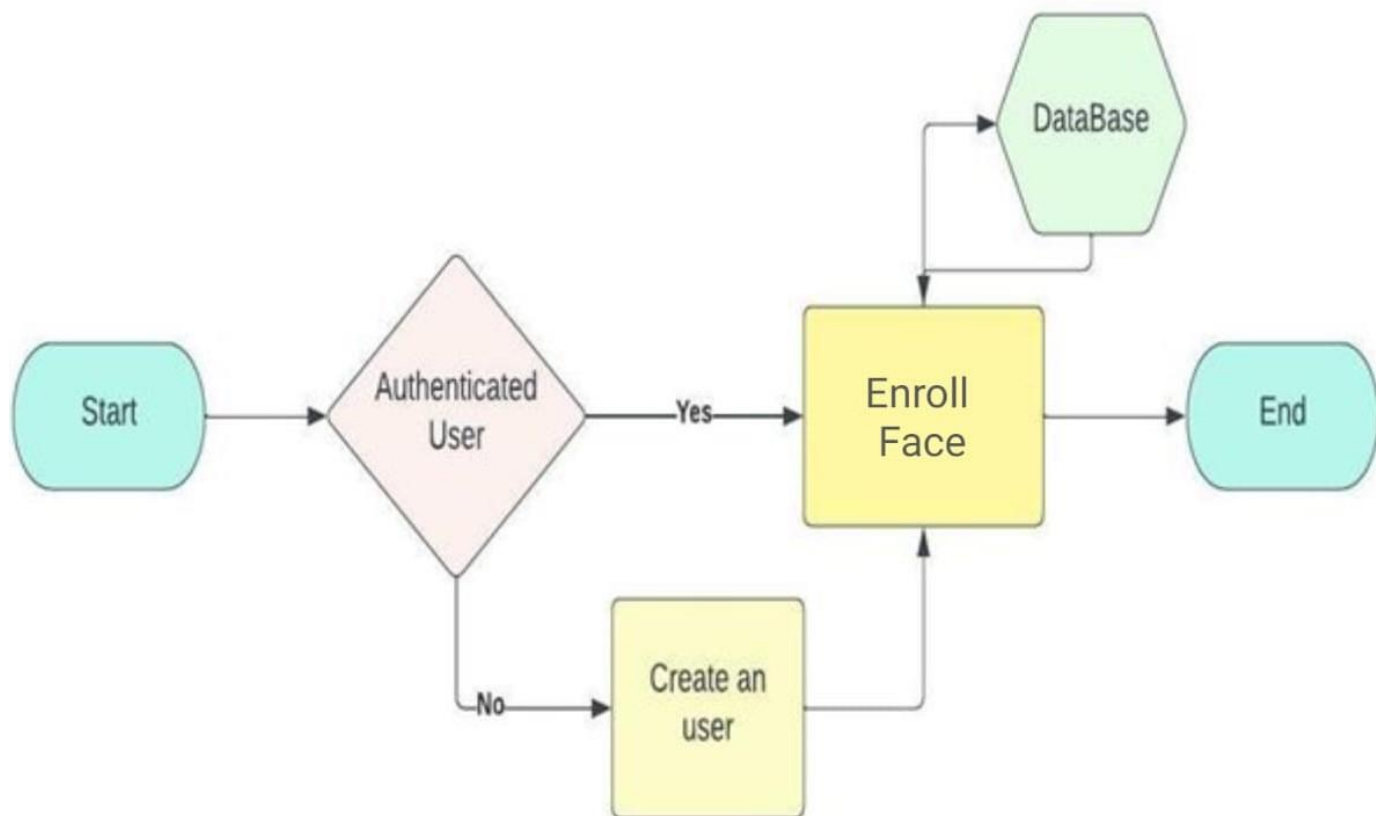 DataBase
Authenticated
User
Start
Yes
Enroll
Face
End
No
Create an
user